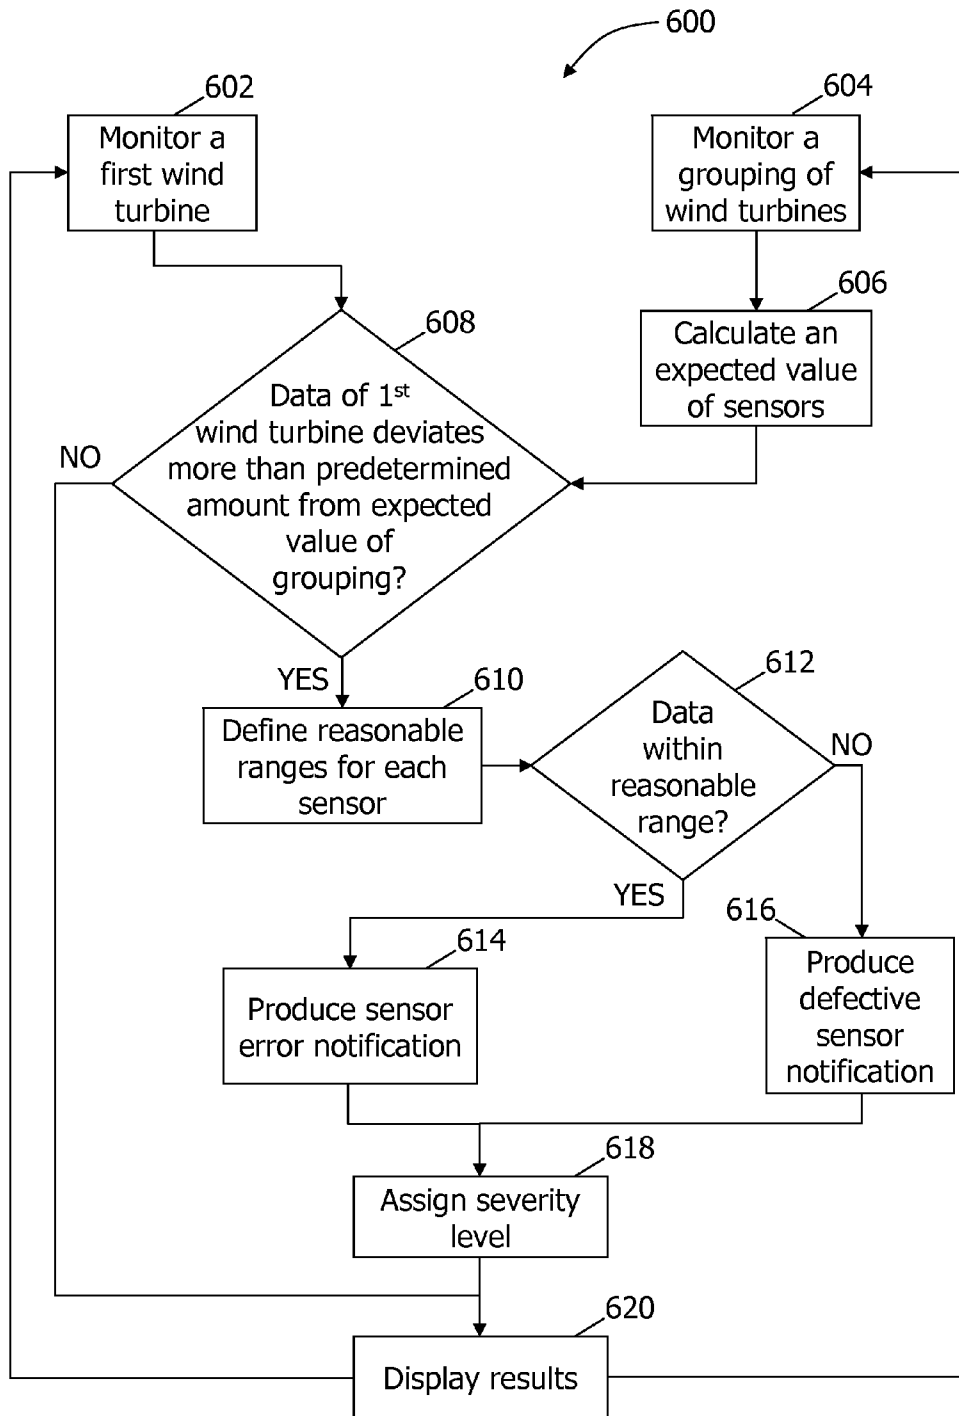 600
602
Monitor a
first wind
turbine
604
Monitor a
grouping of
wind turbines
606
Calculate an
expected value
of sensors
608
Data of 1st
wind turbine deviates
more than predetermined
amount from expected
value of
grouping?
NO
YES
610
Define reasonable
ranges for each
sensor
612
Data
within
reasonable
range?
NO
YES
614
Produce sensor
error notification
616
Produce
defective
sensor
notification
618
Assign severity
level
620
Display results